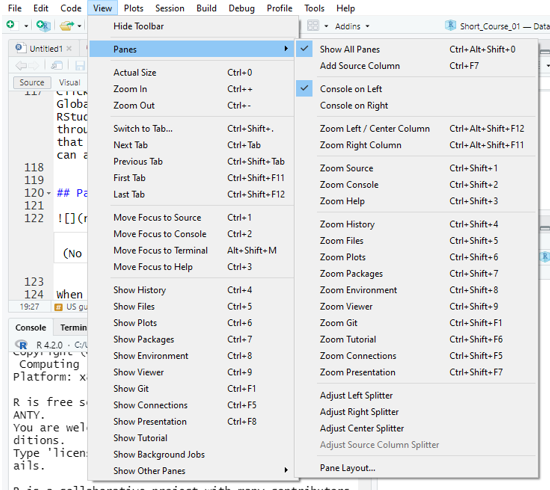 File Edit Code View Plots Session Build Debug Profile Tools Help
Addins
Short_Course_01 — Data
Untitled1
Source Visual
117 Click
Globa
RStud
throu
that
can a
118
119
120 ## Pa
121
122 ![](
(No
123
124 When
19:27 US gu
Console Termin
R 4.2.0
Computing
Platform: x
R is free so
ANTY.
You are welc
ditions.
Type 'licens
ails.
R is a collaborative project with many contributors
Hide Toolbar
Panes
Actual Size Ctrl+0
Zoom In Ctrl++
Zoom Out Ctrl+-
Switch to Tab... Ctrl+Shift+.
Next Tab Ctrl+Tab
Previous Tab Ctrl+Shift+Tab
First Tab Ctrl+Shift+F11
Last Tab Ctrl+Shift+F12
Move Focus to Source Ctrl+1
Move Focus to Console Ctrl+2
Move Focus to Terminal Alt+Shift+M
Move Focus to Help Ctrl+3
Show History Ctrl+4
Show Files Ctrl+5
Show Plots Ctrl+6
Show Packages Ctrl+7
Show Environment Ctrl+8
Show Viewer Ctrl+9
Show Git Ctrl+F1
Show Connections Ctrl+F5
Show Presentation Ctrl+F8
Show Tutorial
Show Background Jobs
Show Other Panes
Show All Panes Ctrl+Alt+Shift+0
Add Source Column Ctrl+F7
Console on Left
Console on Right
Zoom Left / Center Column Ctrl+Alt+Shift+F12
Zoom Right Column Ctrl+Alt+Shift+F11
Zoom Source Ctrl+Shift+1
Zoom Console Ctrl+Shift+2
Zoom Help Ctrl+Shift+3
Zoom History Ctrl+Shift+4
Zoom Files Ctrl+Shift+5
Zoom Plots Ctrl+Shift+6
Zoom Packages Ctrl+Shift+7
Zoom Environment Ctrl+Shift+8
Zoom Viewer Ctrl+Shift+9
Zoom Git Ctrl+Shift+F1
Zoom Tutorial Ctrl+Shift+F6
Zoom Connections Ctrl+Shift+F5
Zoom Presentation Ctrl+Shift+F7
Adjust Left Splitter
Adjust Right Splitter
Adjust Center Splitter
Adjust Source Column Splitter
Pane Layout...